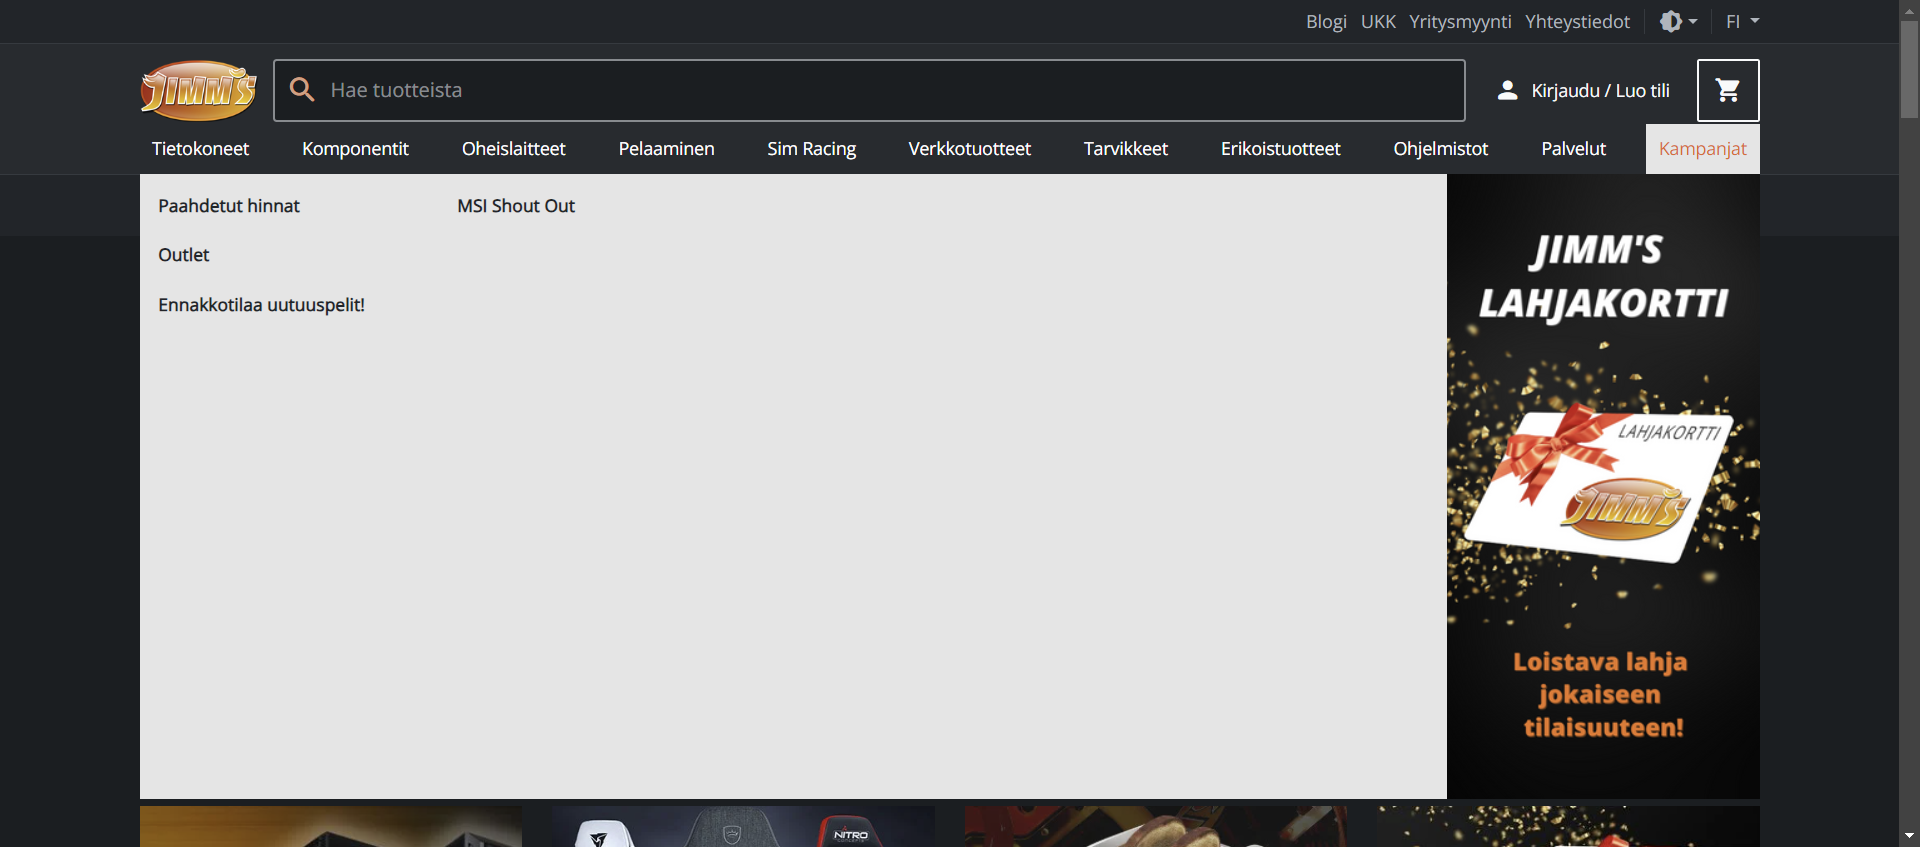 Blogi UKK Yritysmyynti Yhteystiedot FI
JIMM'S Hae tuotteista Kirjaudu / Luo tili
Tietokoneet Komponentit Oheislaitteet Pelaaminen Sim Racing Verkkotuotteet Tarvikkeet Erikoistuotteet Ohjelmistot Palvelut Kampanjat
Paahdetut hinnat MSI Shout Out
Outlet
Ennakkotilaa uutuuspelit!
JIMM'S
LAHJAKORTTI
LAHJAKORTTI
JIMM'S
Loistava lahja
jokaiseen
tilaisuuteen!
NITRO